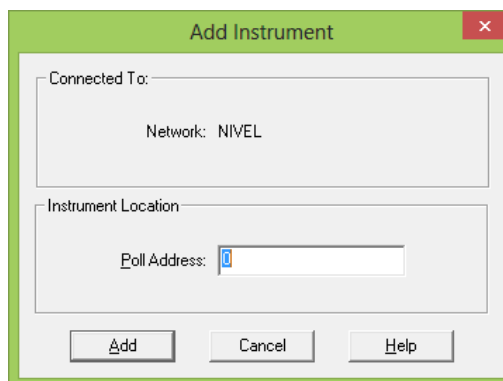 Add Instrument
Connected To:
Network: NIVEL
Instrument Location
Poll Address: 0
Add Cancel Help